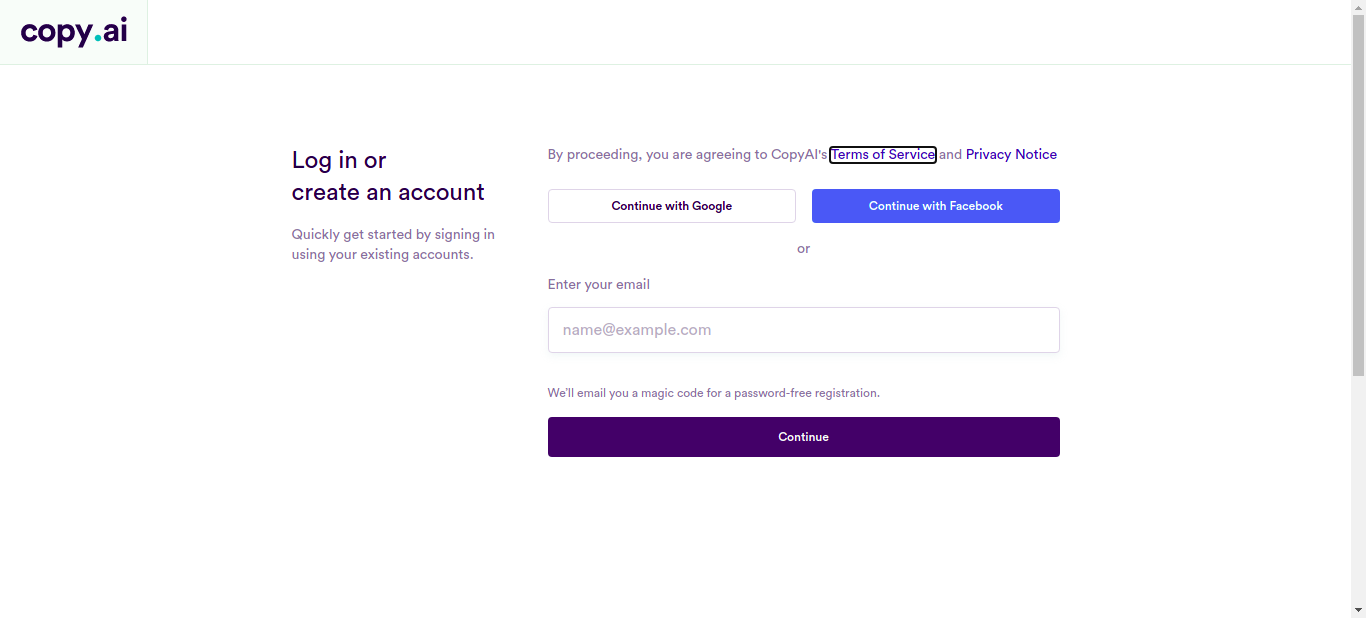 copy.ai
Log in or
create an account
Quickly get started by signing in
using your existing accounts.
By proceeding, you are agreeing to CopyAI's Terms of Service and Privacy Notice
Continue with Google
Continue with Facebook
or
Enter your email
name@example.com
We'll email you a magic code for a password-free registration.
Continue